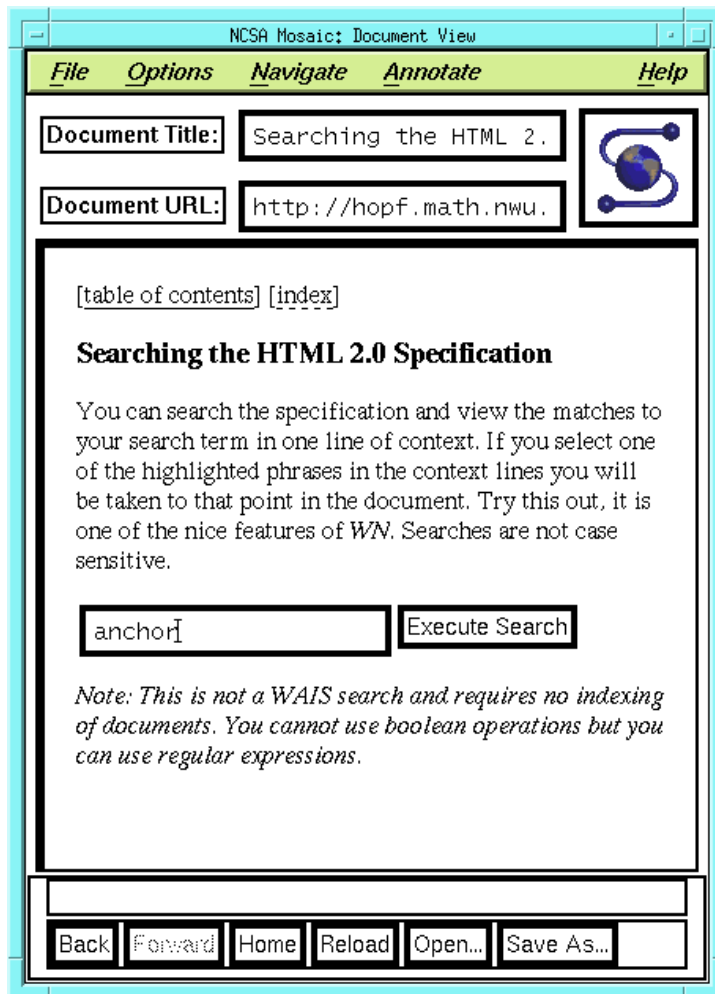 NCSA Mosaic: Document View
File Options Navigate Annotate Help
Document Title: Searching the HTML 2.
Document URL: http://hopf.math.nwu.
[table of contents] [index]
Searching the HTML 2.0 Specification
You can search the specification and view the matches to
your search term in one line of context. If you select one
of the highlighted phrases in the context lines you will
be taken to that point in the document. Try this out, it is
one of the nice features of WN. Searches are not case
sensitive.
anchor Execute Search
Note: This is not a WAIS search and requires no indexing
of documents. You cannot use boolean operations but you
can use regular expressions.
Back Forward Home Reload Open... Save As...